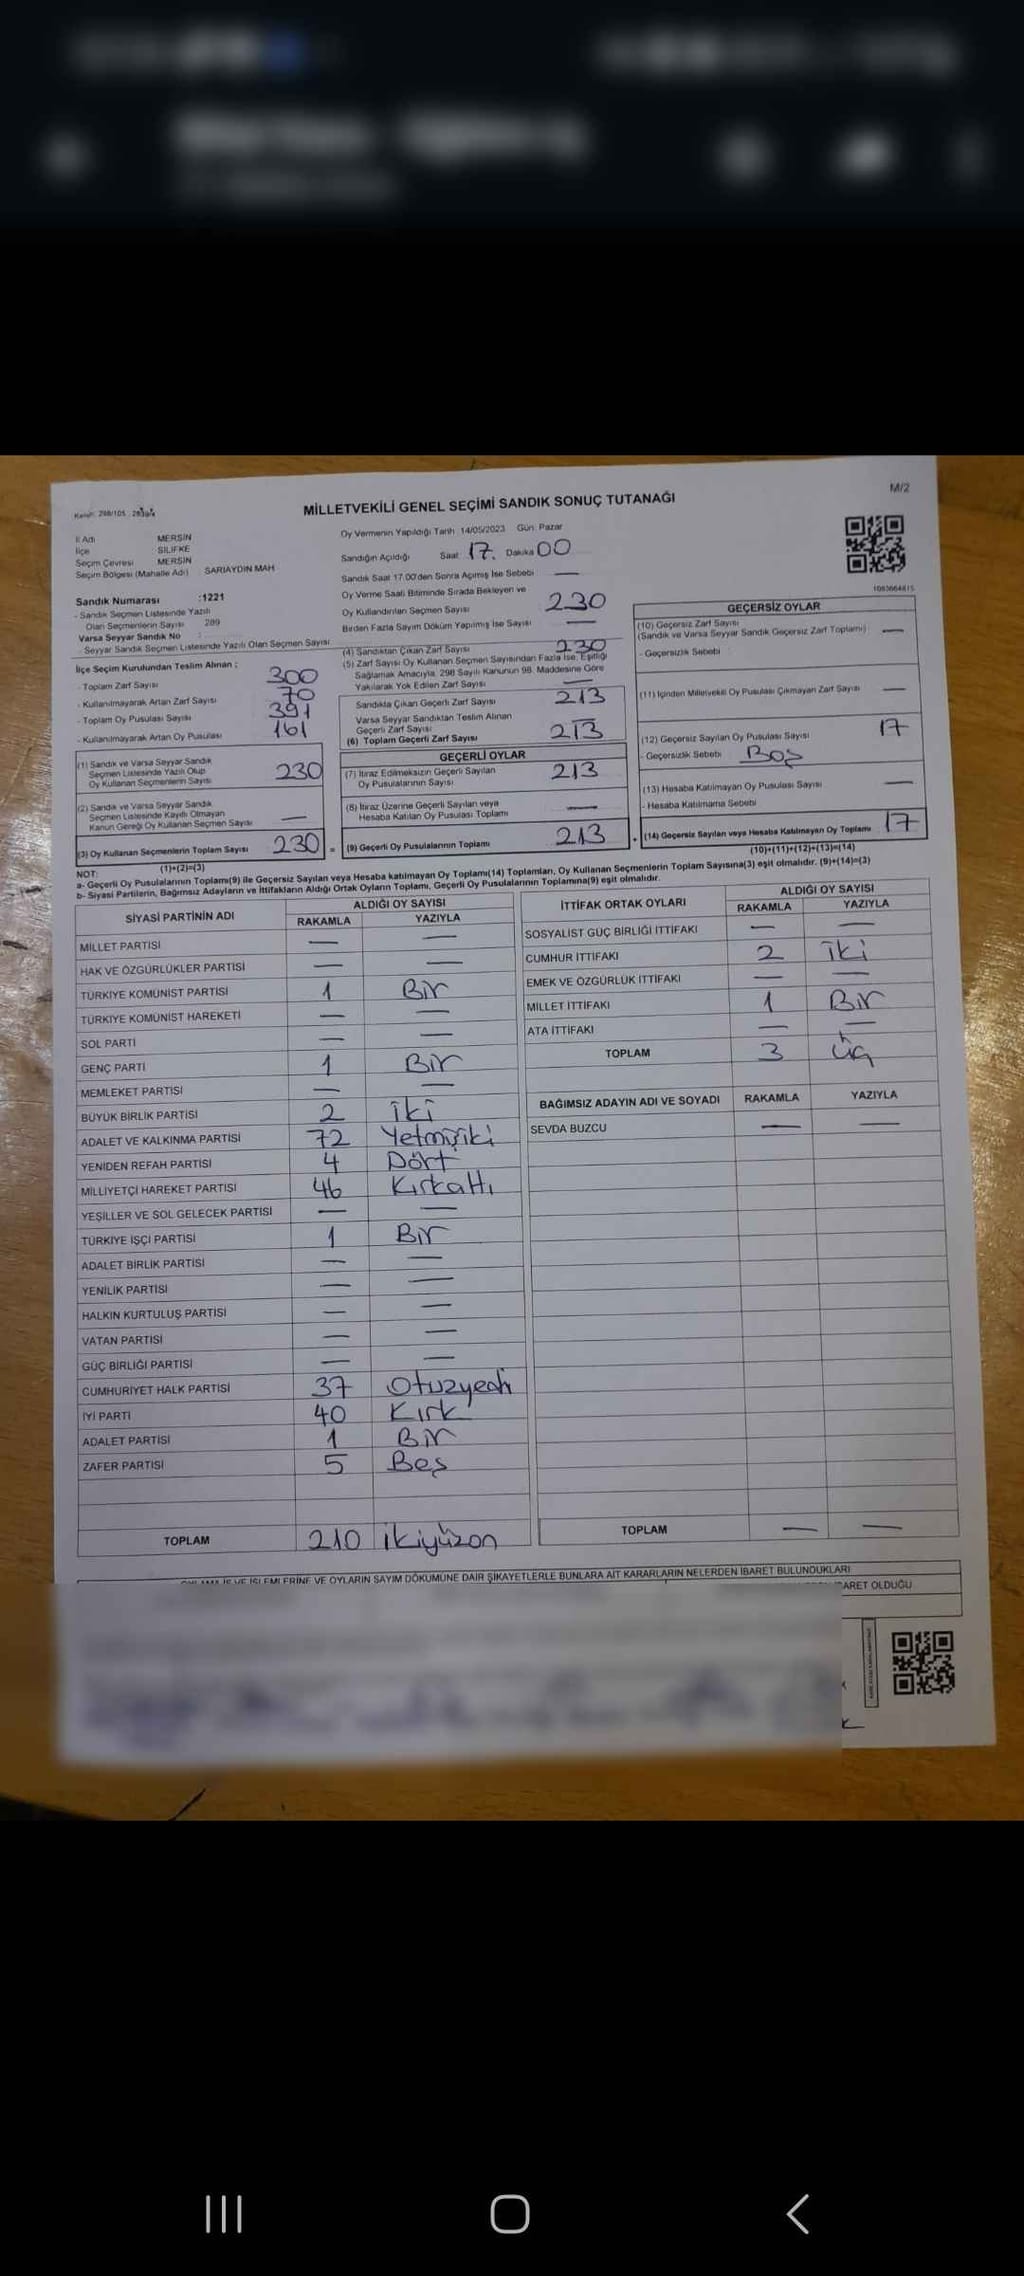 Kanun: 298/105
M/2
MİLLETVEKİLİ GENEL SEÇİMİ SANDIK SONUÇ TUTANAĞI
İl Adı MERSİN
İlçe SİLİFKE
Seçim Çevresi MERSİN
Seçim Bölgesi (Mahalle Adı) SARIAYDIN MAH
Sandık Numarası :1221
- Sandık Seçmen Listesinde Yazılı
Olan Seçmenlerin Sayısı 289
Varsa Seyyar Sandık No :
- Seyyar Sandık Seçmen Listesinde Yazılı Olan Seçmen Sayısı
İlçe Seçim Kurulundan Teslim Alınan ;
- Toplam Zarf Sayısı 300
- Kullanılmayarak Artan Zarf Sayısı 70
- Toplam Oy Pusulası Sayısı 391
- Kullanılmayarak Artan Oy Pusulası 161
(1) Sandık ve Varsa Seyyar Sandık
Seçmen Listesinde Yazılı Olup
Oy Kullanan Seçmenlerin Sayısı 230
(2) Sandık ve Varsa Seyyar Sandık
Seçmen Listesinde Kayıtlı Olmayan
Kanun Gereği Oy Kullanan Seçmen Sayısı —
(3) Oy Kullanan Seçmenlerin Toplam Sayısı 230 =
(1)+(2)=(3)
Oy Vermenin Yapıldığı Tarih :14/05/2023 Gün: Pazar
Sandığın Açıldığı Saat 17. Dakika 00
Sandık Saat 17.00'den Sonra Açımış İse Sebebi —
Oy Verme Saati Bitiminde Sırada Bekleyen ve
Oy Kullandırılan Seçmen Sayısı 230
Birden Fazla Sayım Döküm Yapılmış İse Sayısı —
(4) Sandıktan Çıkan Zarf Sayısı 230
(5) Zarf Sayısı Oy Kullanan Seçmen Sayısından Fazla İse, Eşitliği
Sağlamak Amacıyla, 298 Sayılı Kanunun 98. Maddesine Göre
Yakılarak Yok Edilen Zarf Sayısı —
Sandıkta Çıkan Geçerli Zarf Sayısı 213
Varsa Seyyar Sandıktan Teslim Alınan
Geçerli Zarf Sayısı —
(6) Toplam Geçerli Zarf Sayısı 213
GEÇERLİ OYLAR
(7) İtiraz Edilmeksizin Geçerli Sayılan
Oy Pusulalarının Sayısı 213
(8) İtiraz Üzerine Geçerli Sayılan veya
Hesaba Katılan Oy Pusulası Toplamı —
(9) Geçerli Oy Pusulalarının Toplamı 213 +
1083664815
GEÇERSİZ OYLAR
(10) Geçersiz Zarf Sayısı
(Sandık ve Varsa Seyyar Sandık Geçersiz Zarf Toplamı) —
- Geçersizlik Sebebi
(11) İçinden Milletvekili Oy Pusulası Çıkmayan Zarf Sayısı —
(12) Geçersiz Sayılan Oy Pusulası Sayısı 17
- Geçersizlik Sebebi Boş
(13) Hesaba Katılmayan Oy Pusulası Sayısı —
- Hesaba Katılmama Sebebi
(14) Geçersiz Sayılan veya Hesaba Katılmayan Oy Toplamı 17
(10)+(11)+(12)+(13)=(14)
NOT:
a- Geçerli Oy Pusulalarının Toplamı(9) ile Geçersiz Sayılan veya Hesaba katılmayan Oy Toplamı(14) Toplamları, Oy Kullanan Seçmenlerin Toplam Sayısına(3) eşit olmalıdır. (9)+(14)=(3)
b- Siyasi Partilerin, Bağımsız Adayların ve İttifakların Aldığı Ortak Oyların Toplamı, Geçerli Oy Pusulalarının Toplamına(9) eşit olmalıdır.
SİYASİ PARTİNİN ADI ALDIĞI OY SAYISI
RAKAMLA YAZIYLA
MİLLET PARTİSİ — —
HAK VE ÖZGÜRLÜKLER PARTİSİ — —
TÜRKİYE KOMÜNİST PARTİSİ 1 Bir
TÜRKİYE KOMÜNİST HAREKETİ — —
SOL PARTİ — —
GENÇ PARTİ 1 Bir
MEMLEKET PARTİSİ — —
BÜYÜK BİRLİK PARTİSİ 2 iki
ADALET VE KALKINMA PARTİSİ 72 Yetmişiki
YENİDEN REFAH PARTİSİ 4 Dört
MİLLİYETÇİ HAREKET PARTİSİ 46 Kırkaltı
YEŞİLLER VE SOL GELECEK PARTİSİ — —
TÜRKİYE İŞÇİ PARTİSİ 1 Bir
ADALET BİRLİK PARTİSİ — —
YENİLİK PARTİSİ — —
HALKIN KURTULUŞ PARTİSİ — —
VATAN PARTİSİ — —
GÜÇ BİRLİĞİ PARTİSİ — —
CUMHURİYET HALK PARTİSİ 37 Otuzyedi
İYİ PARTİ 40 Kırk
ADALET PARTİSİ 1 Bir
ZAFER PARTİSİ 5 Beş
TOPLAM 210 ikiyüzon
İTTİFAK ORTAK OYLARI ALDIĞI OY SAYISI
RAKAMLA YAZIYLA
SOSYALİST GÜÇ BİRLİĞİ İTTİFAKI — —
CUMHUR İTTİFAKI 2 iki
EMEK VE ÖZGÜRLÜK İTTİFAKI — —
MİLLET İTTİFAKI 1 Bir
ATA İTTİFAKI — —
TOPLAM 3 Üç
BAĞIMSIZ ADAYIN ADI VE SOYADI RAKAMLA YAZIYLA
SEVDA BUZCU — —
TOPLAM — —
VE OYLARIN SAYIM DÖKÜMÜNE DAİR ŞİKAYETLERLE BUNLARA AİT KARARLARIN NELERDEN İBARET BULUNDUKLARI
OLDUĞU